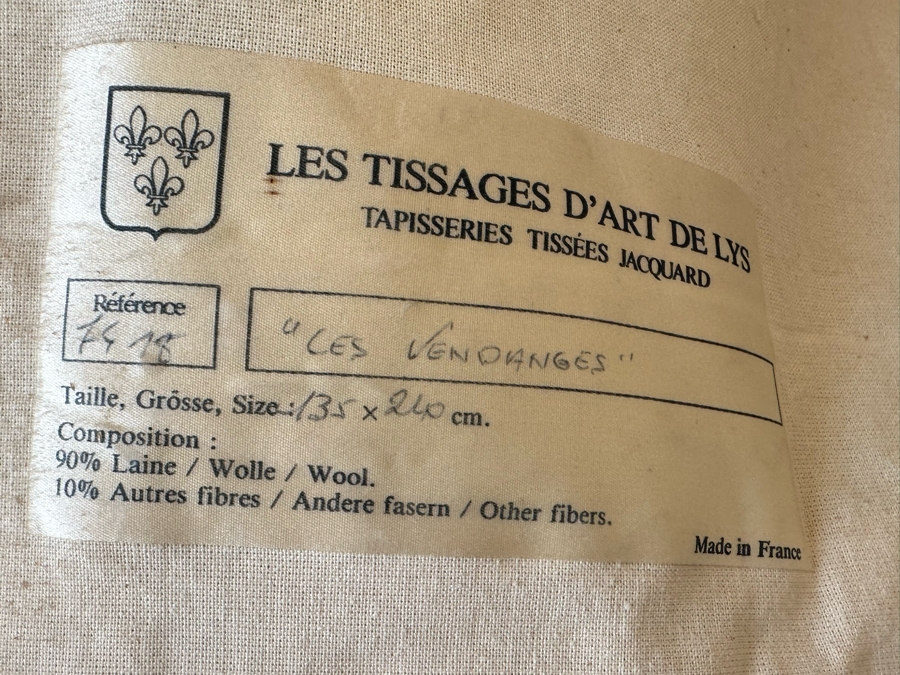 LES TISSAGES D'ART DE LYS
TAPISSERIES TISSÉES JACQUARD
Référence
"LES VENDANGES"
Taille, Grösse, Size : 135 x 240 cm.
Composition :
90% Laine / Wolle / Wool.
10% Autres fibres / Andere fasern / Other fibers.
Made in France